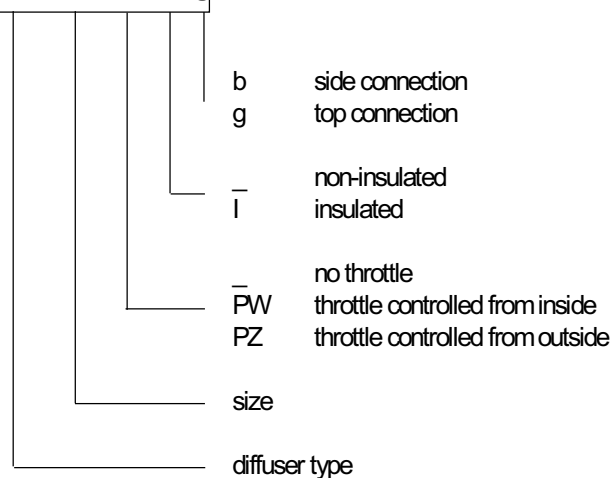 b side connection
g top connection
_ non-insulated
I insulated
_ no throttle
PW throttle controlled from inside
PZ throttle controlled from outside
size
diffuser type